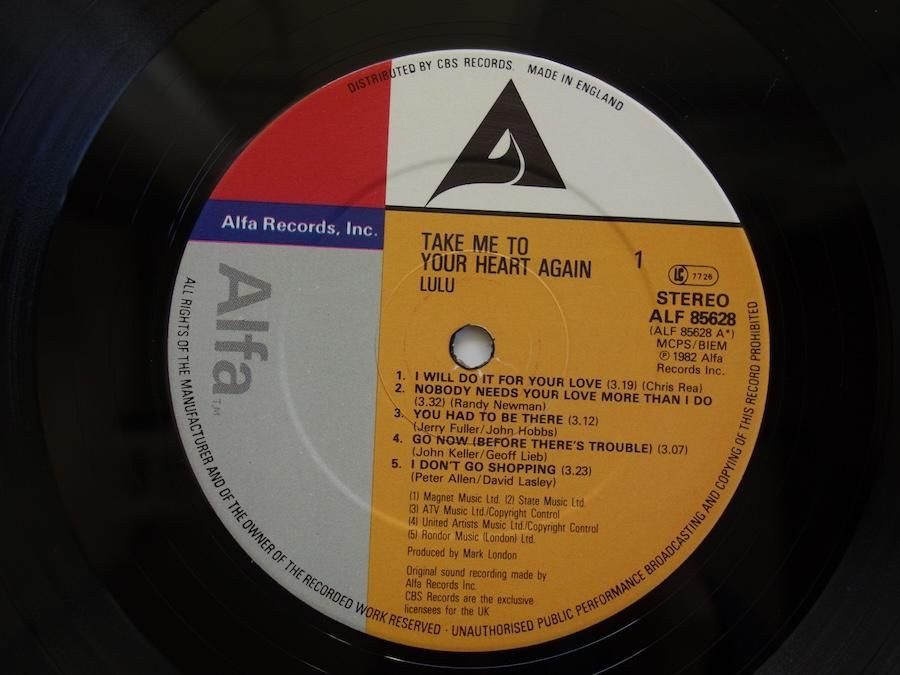 DISTRIBUTED BY CBS RECORDS. MADE IN ENGLAND
Alfa Records, Inc.
Alfa
T.M.
TAKE ME TO
YOUR HEART AGAIN
LULU
1
LC 7726
STEREO
ALF 85628
(ALF 85628 A*)
MCPS/BIEM
℗ 1982 Alfa
Records Inc.
1. I WILL DO IT FOR YOUR LOVE (3.19) (Chris Rea)
2. NOBODY NEEDS YOUR LOVE MORE THAN I DO
(3.32) (Randy Newman)
3. YOU HAD TO BE THERE (3.12)
(Jerry Fuller/John Hobbs)
4. GO NOW (BEFORE THERE'S TROUBLE) (3.07)
(John Keller/Geoff Lieb)
5. I DON'T GO SHOPPING (3.23)
(Peter Allen/David Lasley)
(1) Magnet Music Ltd. (2) State Music Ltd.
(3) ATV Music Ltd./Copyright Control
(4) United Artists Music Ltd./Copyright Control
(5) Rondor Music (London) Ltd.
Produced by Mark London
Original sound recording made by
Alfa Records Inc.
CBS Records are the exclusive
licensees for the UK
ALL RIGHTS OF THE MANUFACTURER AND OF THE OWNER OF THE RECORDED WORK RESERVED · UNAUTHORISED PUBLIC PERFORMANCE BROADCASTING AND COPYING OF THIS RECORD PROHIBITED